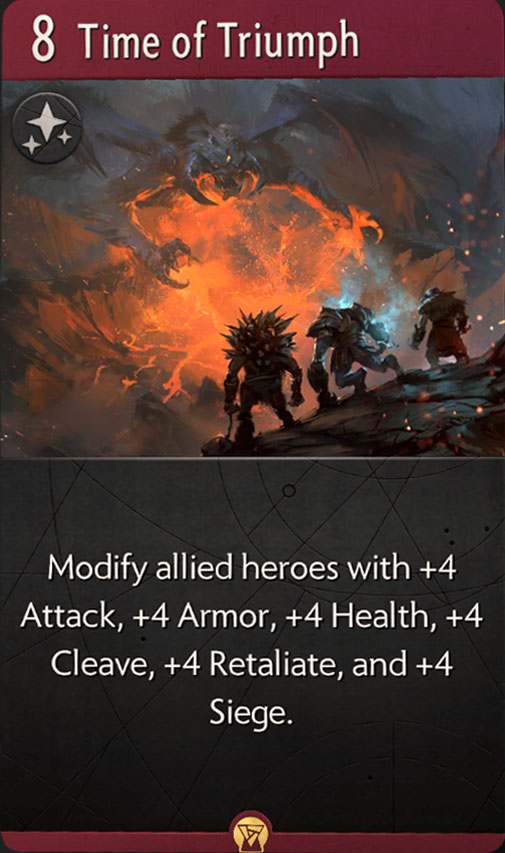 8 Time of Triumph
Modify allied heroes with +4
Attack, +4 Armor, +4 Health, +4
Cleave, +4 Retaliate, and +4
Siege.